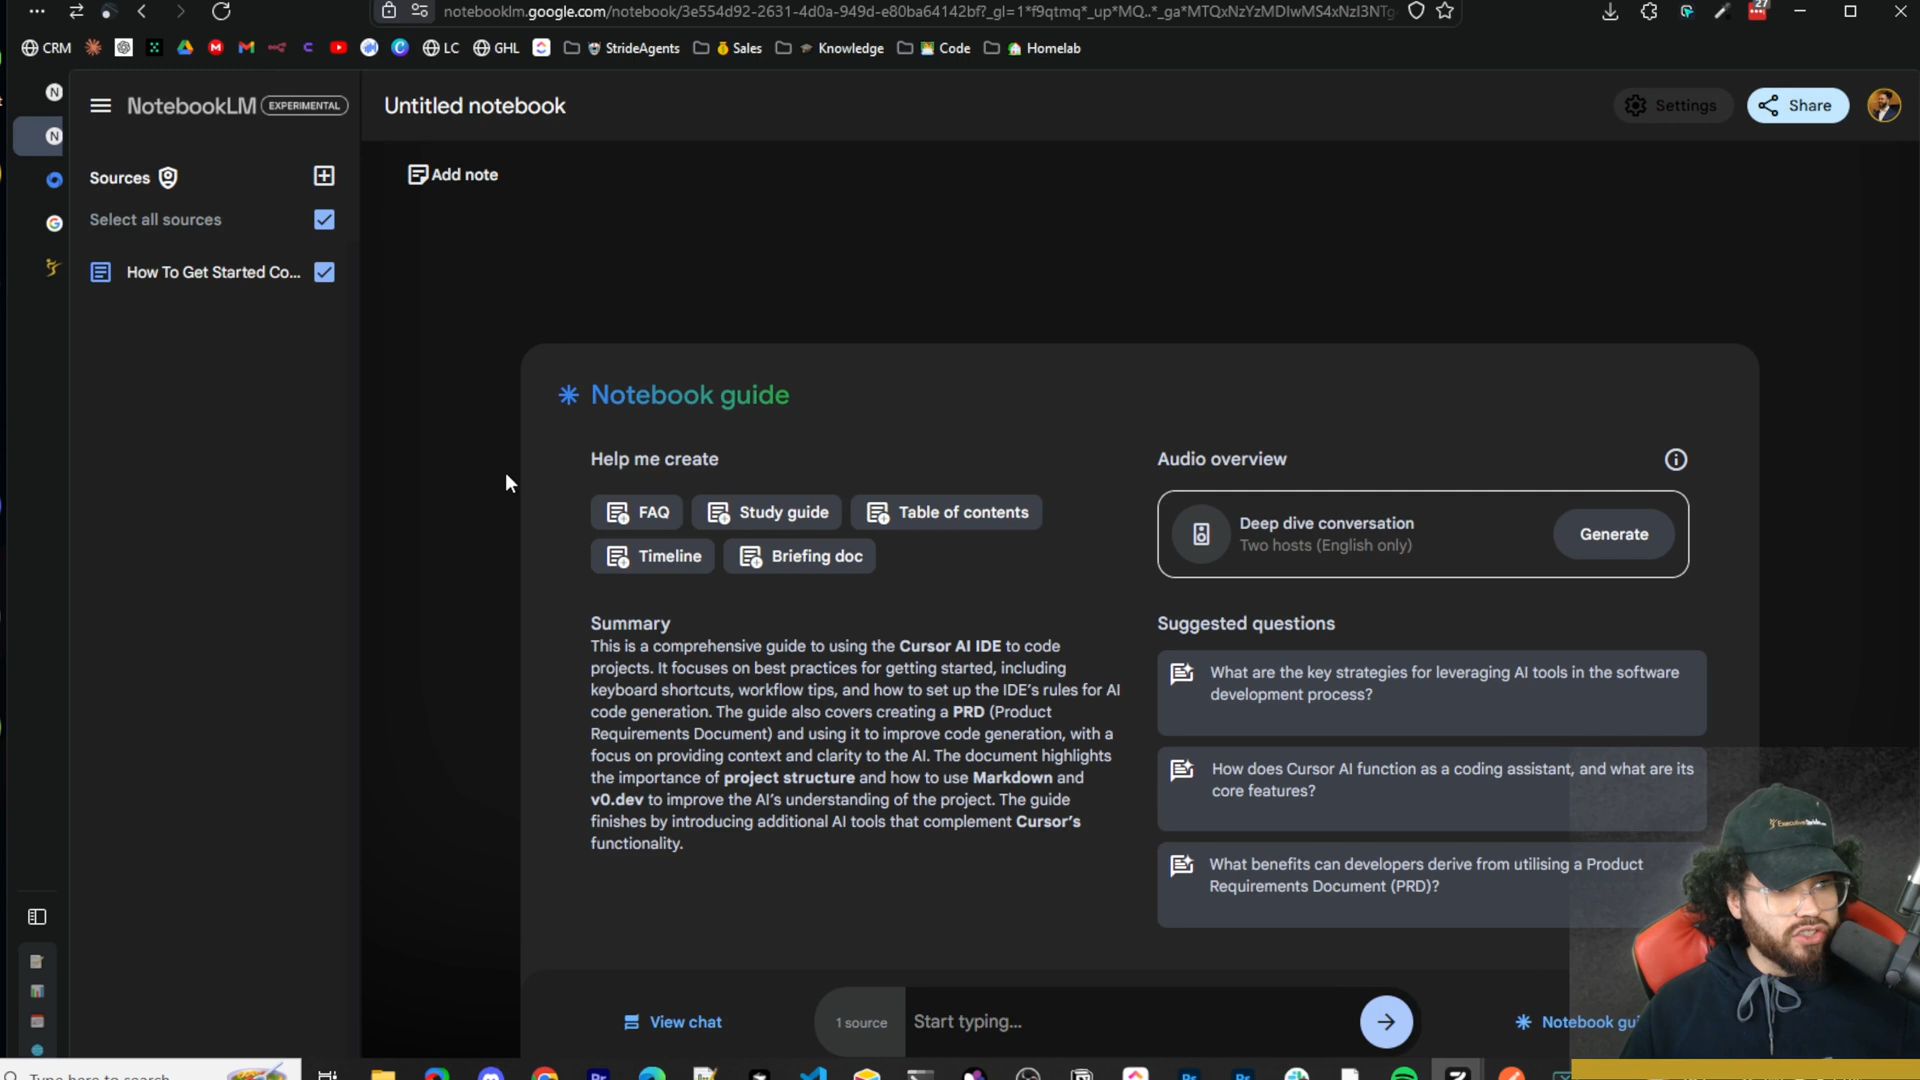 notebooklm.google.com/notebook/3e554d92-2631-4d0a-949d-e80ba64142bf?_gl=1*f9qtmq*_up*MQ..*_ga*MTQxNzYzMDIwMS4xNzI3NTg
27
CRM
LC
GHL
StrideAgents
Sales
Knowledge
Code
Homelab
NotebookLM EXPERIMENTAL
Untitled notebook
Settings
Share
Sources
Add note
Select all sources
How To Get Started Co...
Notebook guide
Help me create
Audio overview
FAQ
Study guide
Table of contents
Timeline
Briefing doc
Deep dive conversation
Two hosts (English only)
Generate
Summary
This is a comprehensive guide to using the Cursor AI IDE to code
projects. It focuses on best practices for getting started, including
keyboard shortcuts, workflow tips, and how to set up the IDE's rules for AI
code generation. The guide also covers creating a PRD (Product
Requirements Document) and using it to improve code generation, with a
focus on providing context and clarity to the AI. The document highlights
the importance of project structure and how to use Markdown and
v0.dev to improve the AI's understanding of the project. The guide
finishes by introducing additional AI tools that complement Cursor's
functionality.
Suggested questions
What are the key strategies for leveraging AI tools in the software
development process?
How does Cursor AI function as a coding assistant, and what are its
core features?
What benefits can developers derive from utilising a Product
Requirements Document (PRD)?
View chat
1 source
Start typing...
Notebook gui
Type here to search